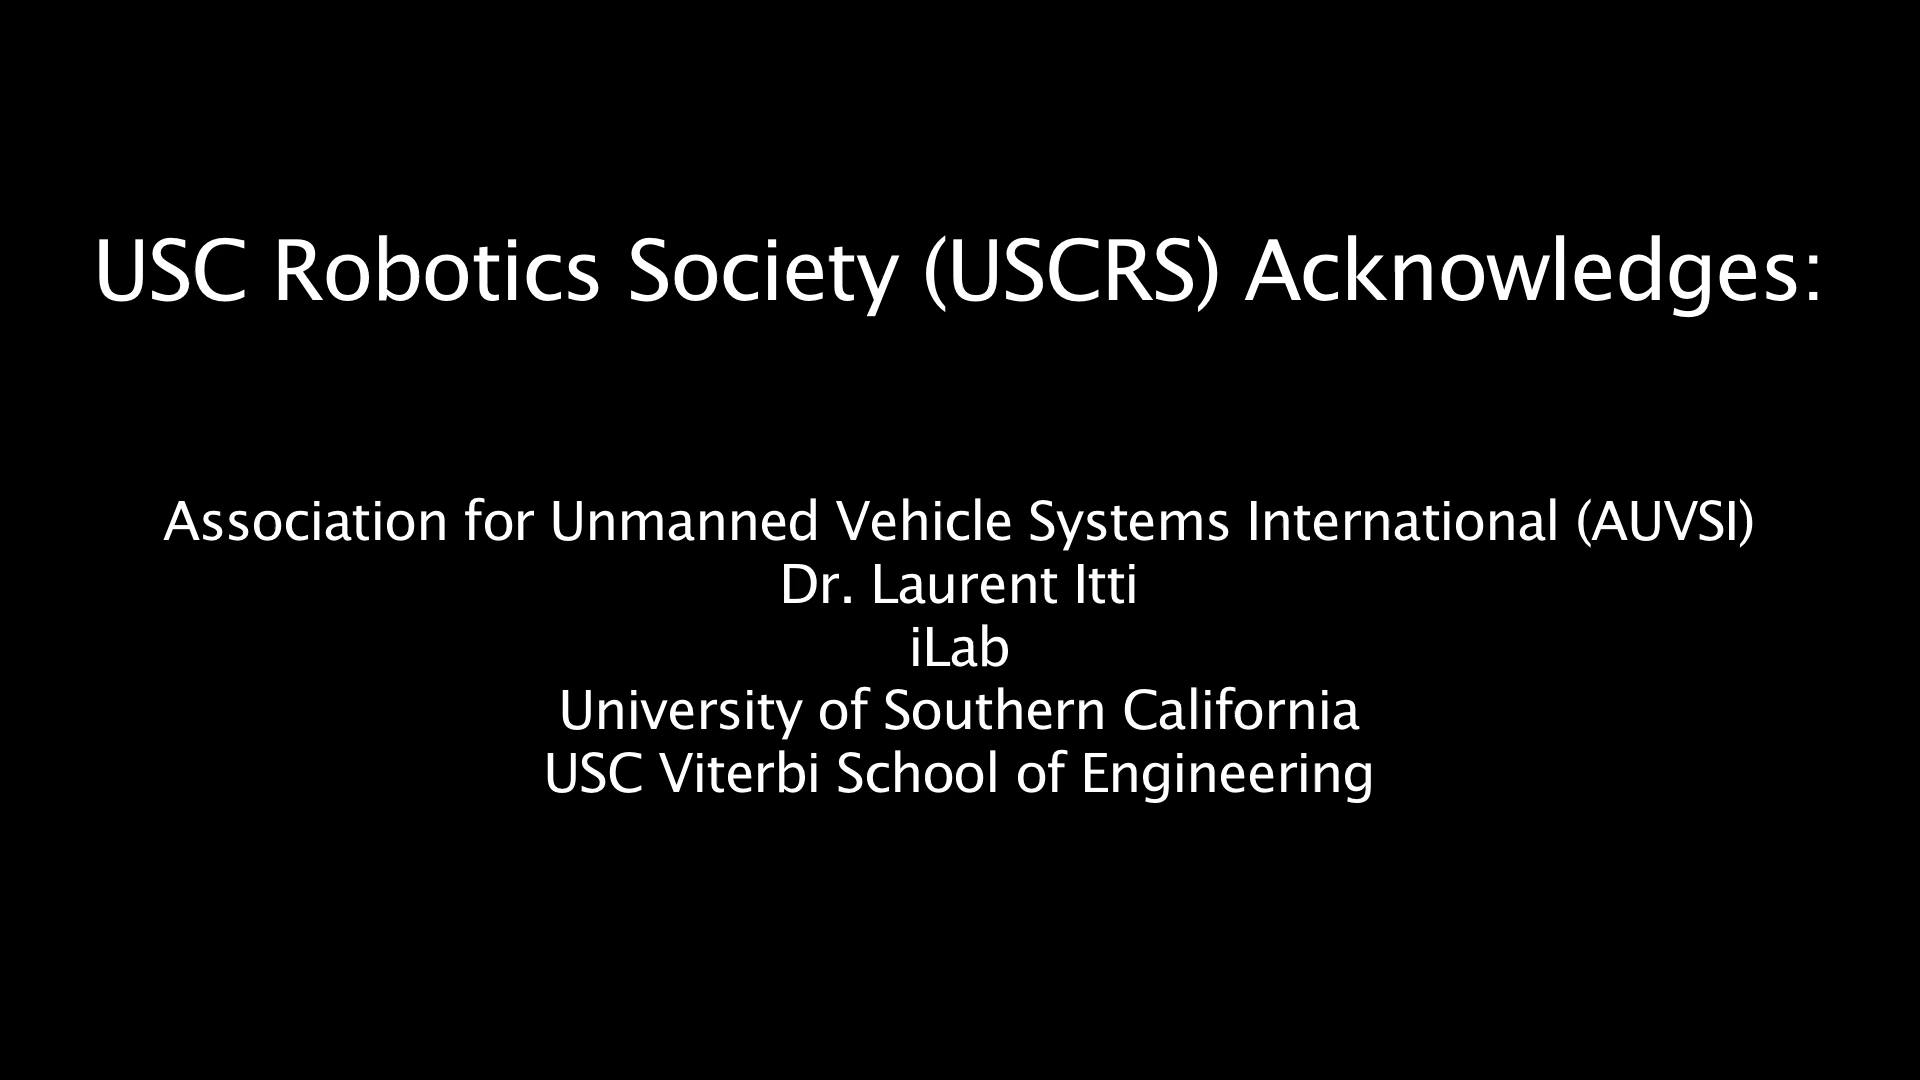 USC Robotics Society (USCRS) Acknowledges:
Association for Unmanned Vehicle Systems International (AUVSI)
Dr. Laurent Itti
iLab
University of Southern California
USC Viterbi School of Engineering